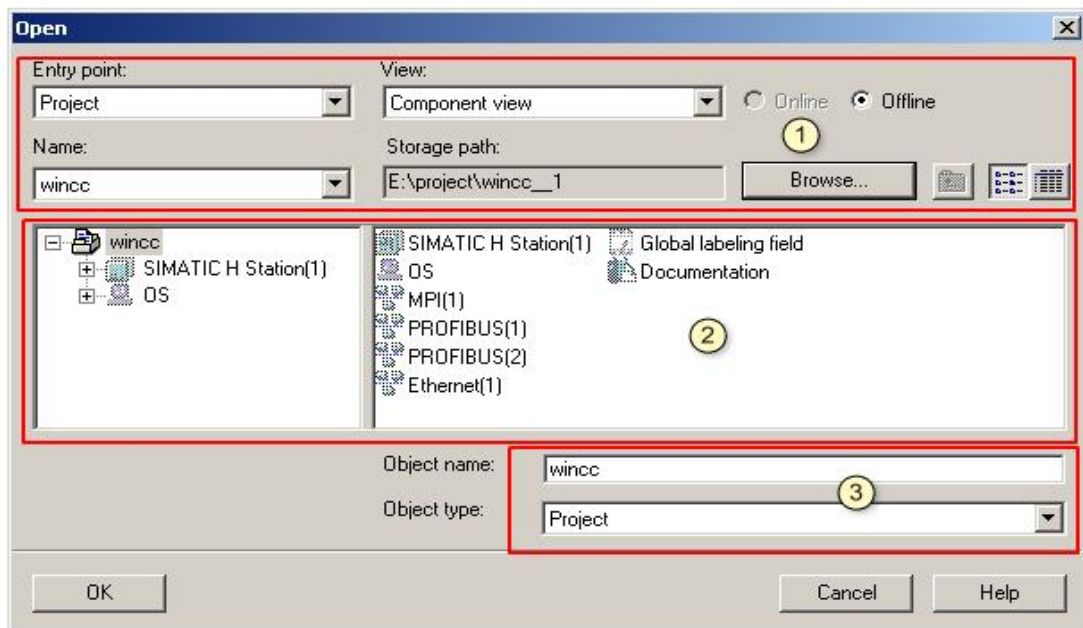 Open
Entry point:
View:
Project
Component view
Online
Offline
1
Name:
Storage path:
wincc
E:\project\wincc__1
Browse...
wincc
SIMATIC H Station(1)
OS
SIMATIC H Station(1)
OS
MPI(1)
PROFIBUS(1)
PROFIBUS(2)
Ethernet(1)
Global labeling field
Documentation
2
Object name:
wincc
3
Object type:
Project
OK
Cancel
Help